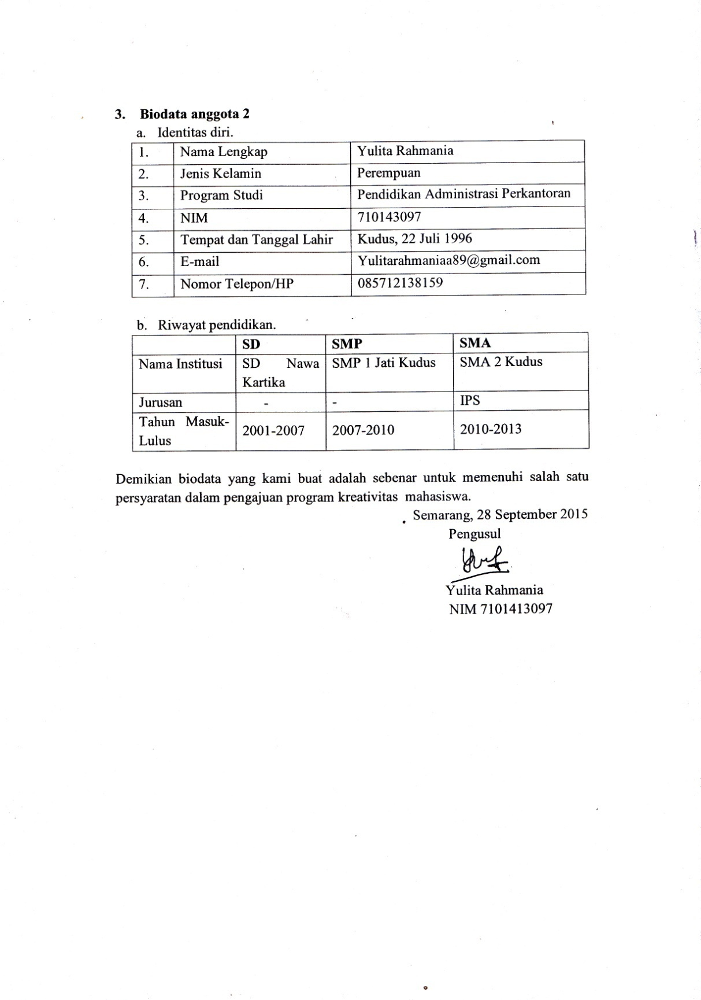 3. Biodata anggota 2
a. Identitas diri.
1. Nama Lengkap Yulita Rahmania
2. Jenis Kelamin Perempuan
3. Program Studi Pendidikan Administrasi Perkantoran
4. NIM 710143097
5. Tempat dan Tanggal Lahir Kudus, 22 Juli 1996
6. E-mail Yulitarahmaniaa89@gmail.com
7. Nomor Telepon/HP 085712138159
b. Riwayat pendidikan.
SD SMP SMA
Nama Institusi SD Nawa SMP 1 Jati Kudus SMA 2 Kudus
Kartika
Jurusan - - IPS
Tahun Masuk-
Lulus 2001-2007 2007-2010 2010-2013
Demikian biodata yang kami buat adalah sebenar untuk memenuhi salah satu
persyaratan dalam pengajuan program kreativitas mahasiswa.
Semarang, 28 September 2015
Pengusul
Yulita Rahmania
NIM 7101413097